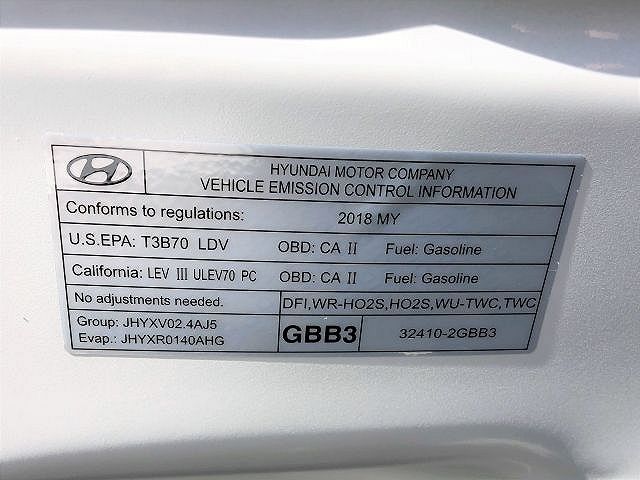 HYUNDAI MOTOR COMPANY
VEHICLE EMISSION CONTROL INFORMATION
Conforms to regulations: 2018 MY
U.S.EPA: T3B70 LDV OBD: CA II Fuel: Gasoline
California: LEV III ULEV70 PC OBD: CA II Fuel: Gasoline
No adjustments needed. DFI,WR-HO2S,HO2S,WU-TWC,TWC
Group: JHYXV02.4AJ5
Evap.: JHYXR0140AHG
GBB3 32410-2GBB3